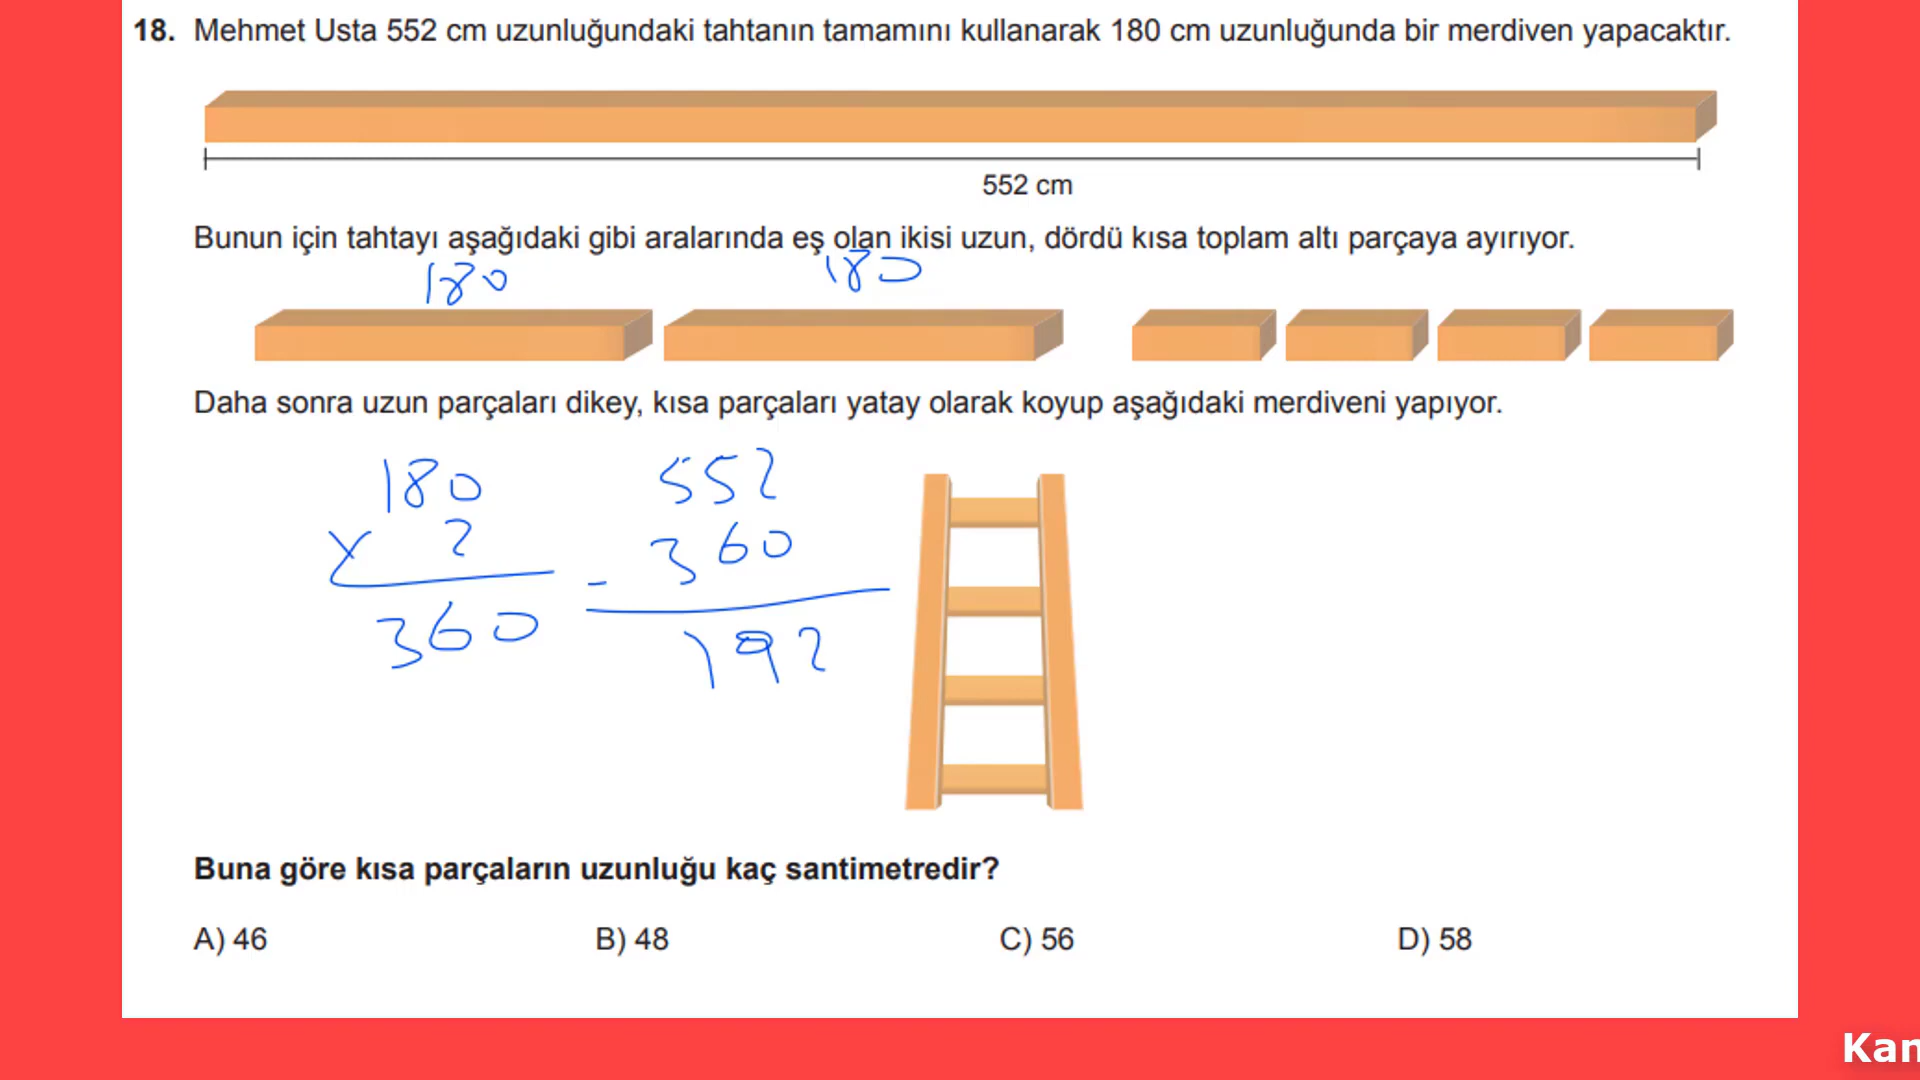 18. Mehmet Usta 552 cm uzunluğundaki tahtanın tamamını kullanarak 180 cm uzunluğunda bir merdiven yapacaktır.
552 cm
Bunun için tahtayı aşağıdaki gibi aralarında eş olan ikisi uzun, dördü kısa toplam altı parçaya ayırıyor.
180 180
Daha sonra uzun parçaları dikey, kısa parçaları yatay olarak koyup aşağıdaki merdiveni yapıyor.
180 552
x 2 - 360
360 192
Buna göre kısa parçaların uzunluğu kaç santimetredir?
A) 46 B) 48 C) 56 D) 58
Kan